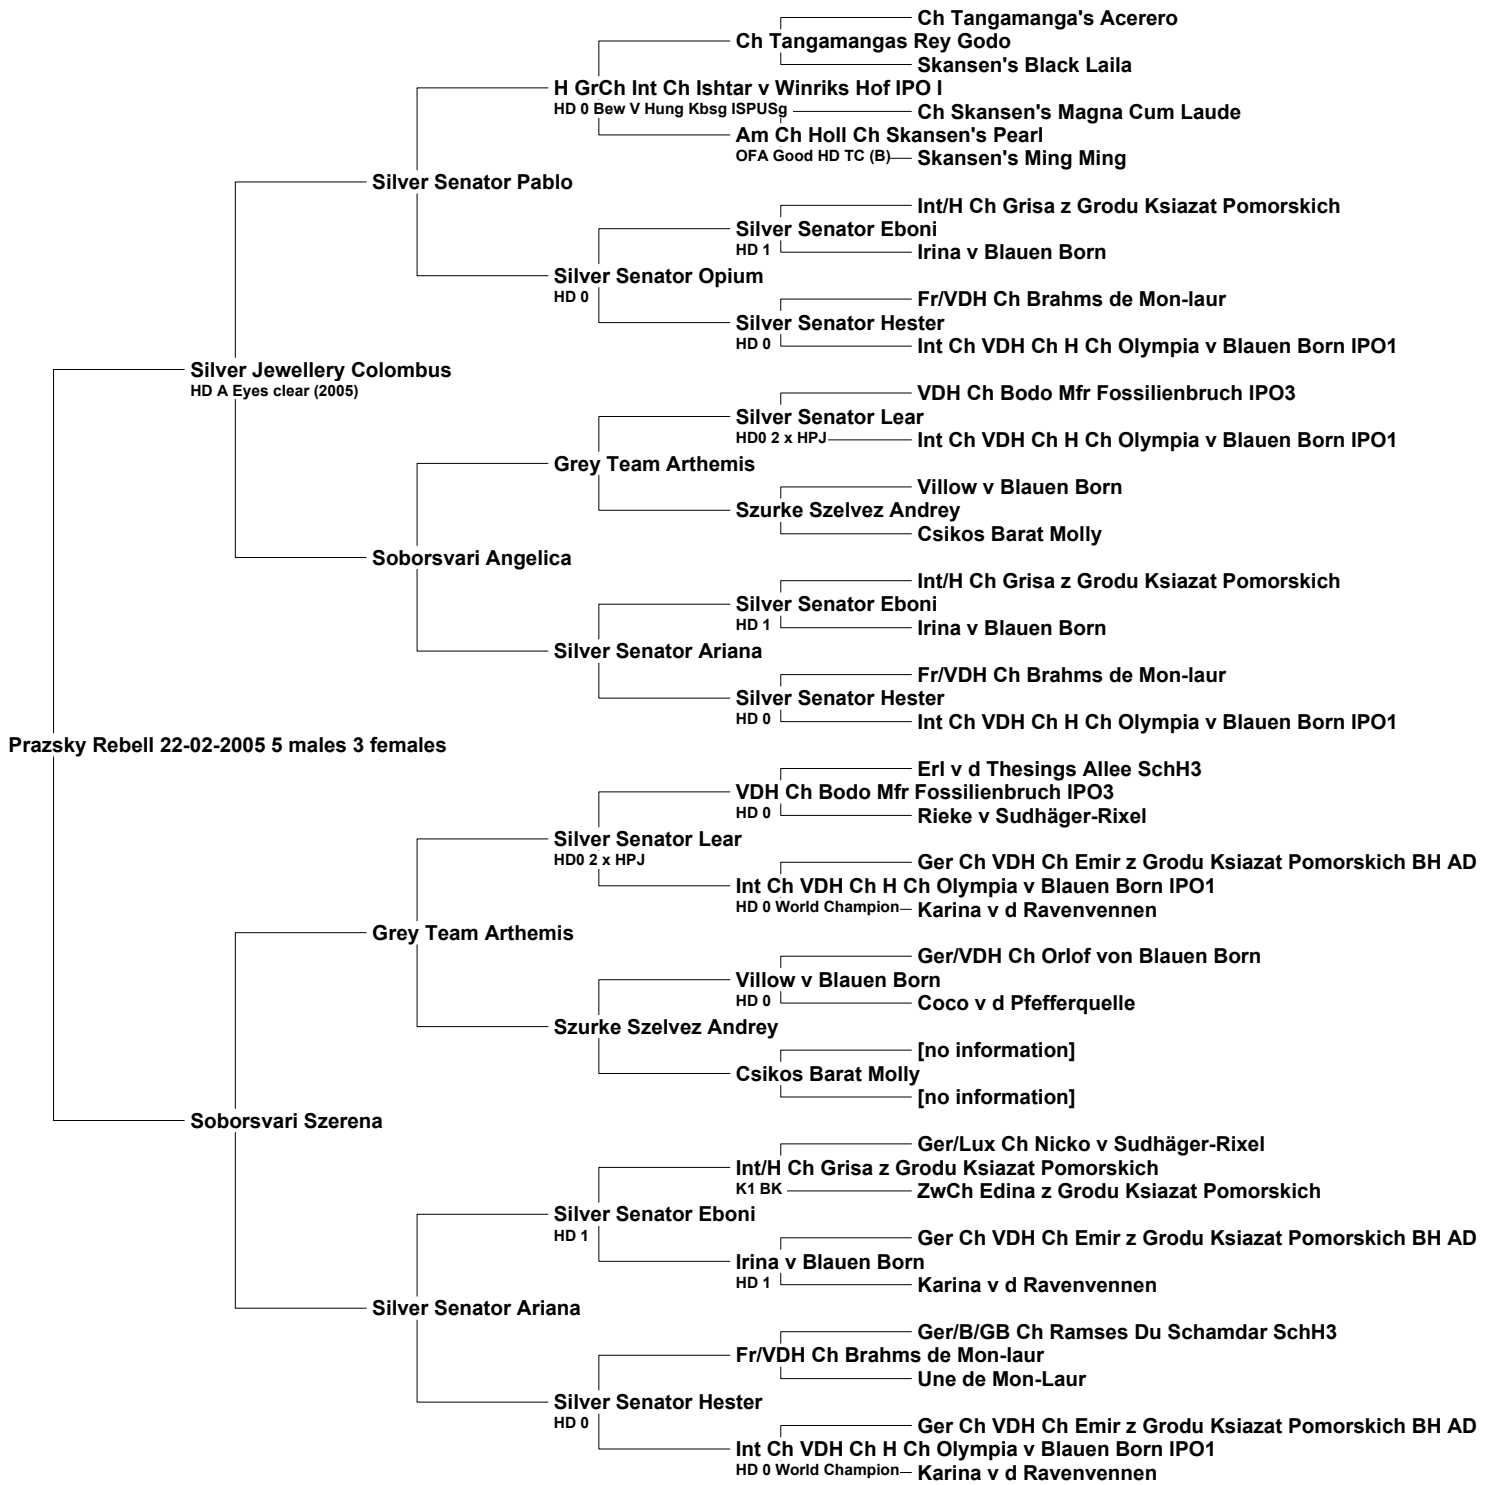 Ch Tangamanga's Acerero
Ch Tangamangas Rey Godo
Skansen's Black Laila
H GrCh Int Ch Ishtar v Winriks Hof IPO I
HD 0 Bew V Hung Kbsg ISPUSg
Ch Skansen's Magna Cum Laude
Am Ch Holl Ch Skansen's Pearl
OFA Good HD TC (B)
Skansen's Ming Ming
Silver Senator Pablo
Int/H Ch Grisa z Grodu Ksiazat Pomorskich
Silver Senator Eboni
HD 1
Irina v Blauen Born
Silver Senator Opium
HD 0
Fr/VDH Ch Brahms de Mon-laur
Silver Senator Hester
HD 0
Int Ch VDH Ch H Ch Olympia v Blauen Born IPO1
Silver Jewellery Colombus
HD A Eyes clear (2005)
VDH Ch Bodo Mfr Fossilienbruch IPO3
Silver Senator Lear
HD0 2 x HPJ
Int Ch VDH Ch H Ch Olympia v Blauen Born IPO1
Grey Team Arthemis
Villow v Blauen Born
Szurke Szelvez Andrey
Csikos Barat Molly
Soborsvari Angelica
Int/H Ch Grisa z Grodu Ksiazat Pomorskich
Silver Senator Eboni
HD 1
Irina v Blauen Born
Silver Senator Ariana
Fr/VDH Ch Brahms de Mon-laur
Silver Senator Hester
HD 0
Int Ch VDH Ch H Ch Olympia v Blauen Born IPO1
Prazsky Rebell 22-02-2005 5 males 3 females
Erl v d Thesings Allee SchH3
VDH Ch Bodo Mfr Fossilienbruch IPO3
HD 0
Rieke v Sudhäger-Rixel
Silver Senator Lear
HD0 2 x HPJ
Ger Ch VDH Ch Emir z Grodu Ksiazat Pomorskich BH AD
Int Ch VDH Ch H Ch Olympia v Blauen Born IPO1
HD 0 World Champion
Karina v d Ravenvennen
Grey Team Arthemis
Ger/VDH Ch Orlof von Blauen Born
Villow v Blauen Born
HD 0
Coco v d Pfefferquelle
Szurke Szelvez Andrey
[no information]
Csikos Barat Molly
[no information]
Soborsvari Szerena
Ger/Lux Ch Nicko v Sudhäger-Rixel
Int/H Ch Grisa z Grodu Ksiazat Pomorskich
K1 BK
ZwCh Edina z Grodu Ksiazat Pomorskich
Silver Senator Eboni
HD 1
Ger Ch VDH Ch Emir z Grodu Ksiazat Pomorskich BH AD
Irina v Blauen Born
HD 1
Karina v d Ravenvennen
Silver Senator Ariana
Ger/B/GB Ch Ramses Du Schamdar SchH3
Fr/VDH Ch Brahms de Mon-laur
Une de Mon-Laur
Silver Senator Hester
HD 0
Ger Ch VDH Ch Emir z Grodu Ksiazat Pomorskich BH AD
Int Ch VDH Ch H Ch Olympia v Blauen Born IPO1
HD 0 World Champion
Karina v d Ravenvennen